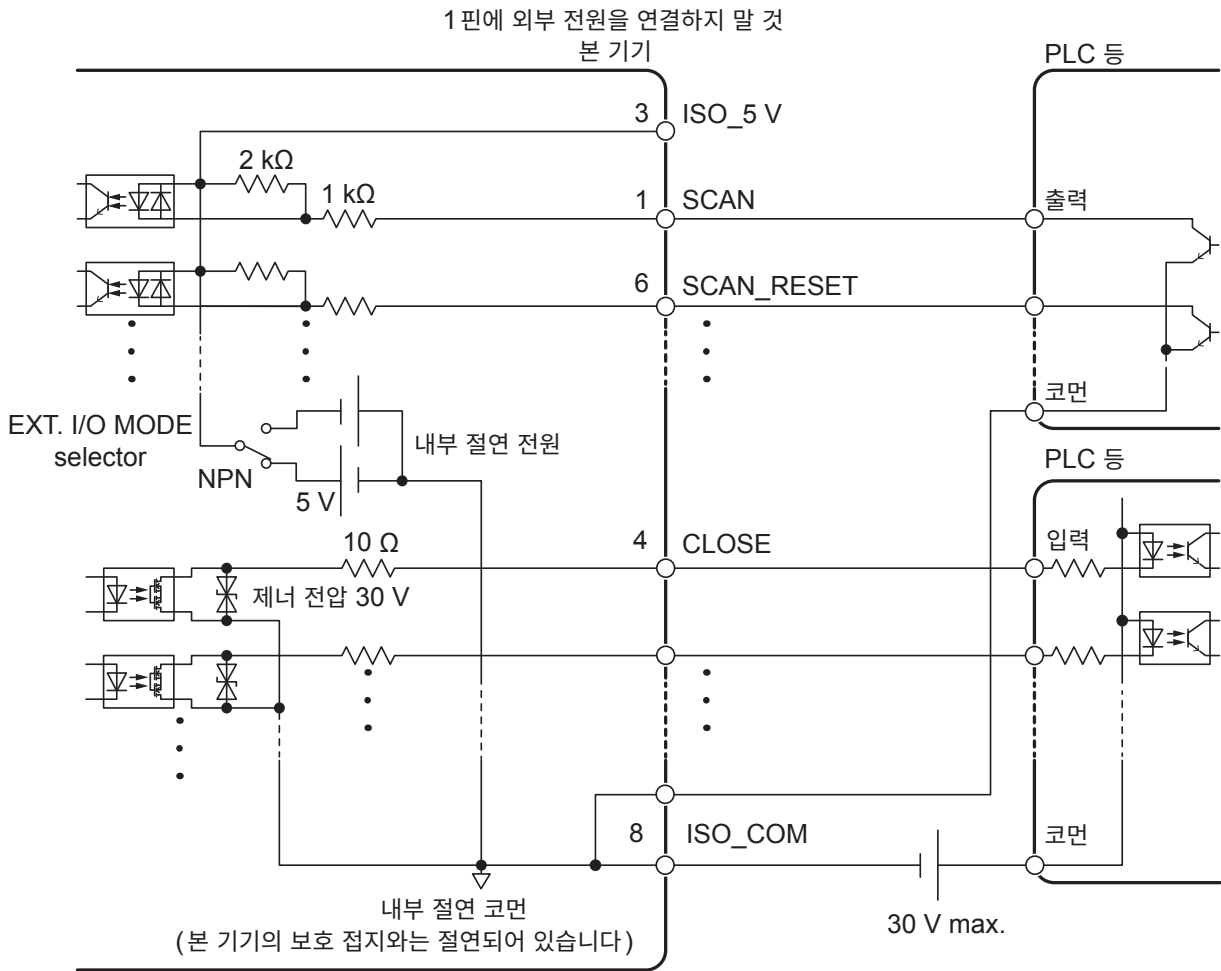 1핀에 외부 전원을 연결하지 말 것
본 기기
PLC 등
3
ISO_5 V
2 kΩ
1 kΩ
1
SCAN
출력
6
SCAN_RESET
코먼
EXT. I/O MODE
selector
NPN
내부 절연 전원
5 V
PLC 등
10 Ω
4
CLOSE
입력
제너 전압 30 V
8
ISO_COM
코먼
내부 절연 코먼
(본 기기의 보호 접지와는 절연되어 있습니다)
30 V max.